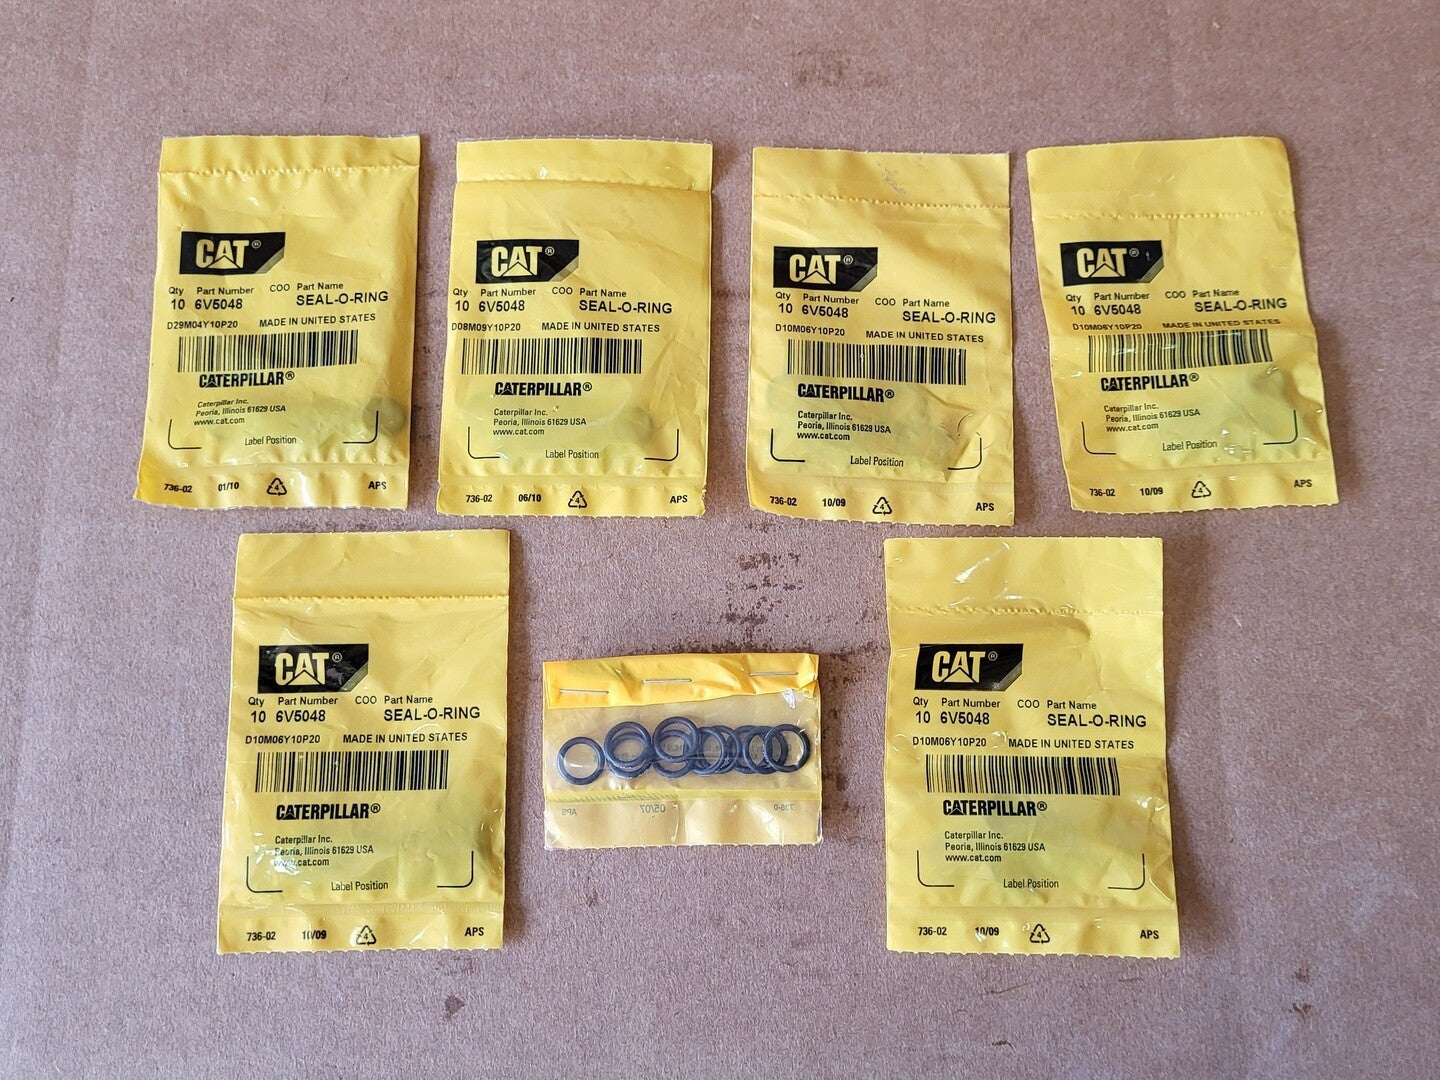 CAT®
Qty Part Number COO Part Name
10 6V5048 SEAL-O-RING
D29M04Y10P20 MADE IN UNITED STATES
CATERPILLAR®
Caterpillar Inc.
Peoria, Illinois 61629 USA
www.cat.com
Label Position
736-02 01/10 4 APS
CAT®
Qty Part Number COO Part Name
10 6V5048 SEAL-O-RING
D08M09Y10P20 MADE IN UNITED STATES
CATERPILLAR®
Caterpillar Inc.
Peoria, Illinois 61629 USA
www.cat.com
Label Position
736-02 06/10 4 APS
CAT®
Qty Part Number COO Part Name
10 6V5048 SEAL-O-RING
D10M06Y10P20 MADE IN UNITED STATES
CATERPILLAR®
Caterpillar Inc.
Peoria, Illinois 61629 USA
www.cat.com
Label Position
736-02 10/09 4 APS
CAT®
Qty Part Number COO Part Name
10 6V5048 SEAL-O-RING
D10M06Y10P20 MADE IN UNITED STATES
CATERPILLAR®
Caterpillar Inc.
Peoria, Illinois 61629 USA
www.cat.com
Label Position
736-02 10/09 4 APS
CAT®
Qty Part Number COO Part Name
10 6V5048 SEAL-O-RING
D10M06Y10P20 MADE IN UNITED STATES
CATERPILLAR®
Caterpillar Inc.
Peoria, Illinois 61629 USA
www.cat.com
Label Position
736-02 10/09 4 APS
APS 05/07
CAT®
Qty Part Number COO Part Name
10 6V5048 SEAL-O-RING
D10M06Y10P20 MADE IN UNITED STATES
CATERPILLAR®
Caterpillar Inc.
Peoria, Illinois 61629 USA
www.cat.com
Label Position
736-02 10/09 4 APS